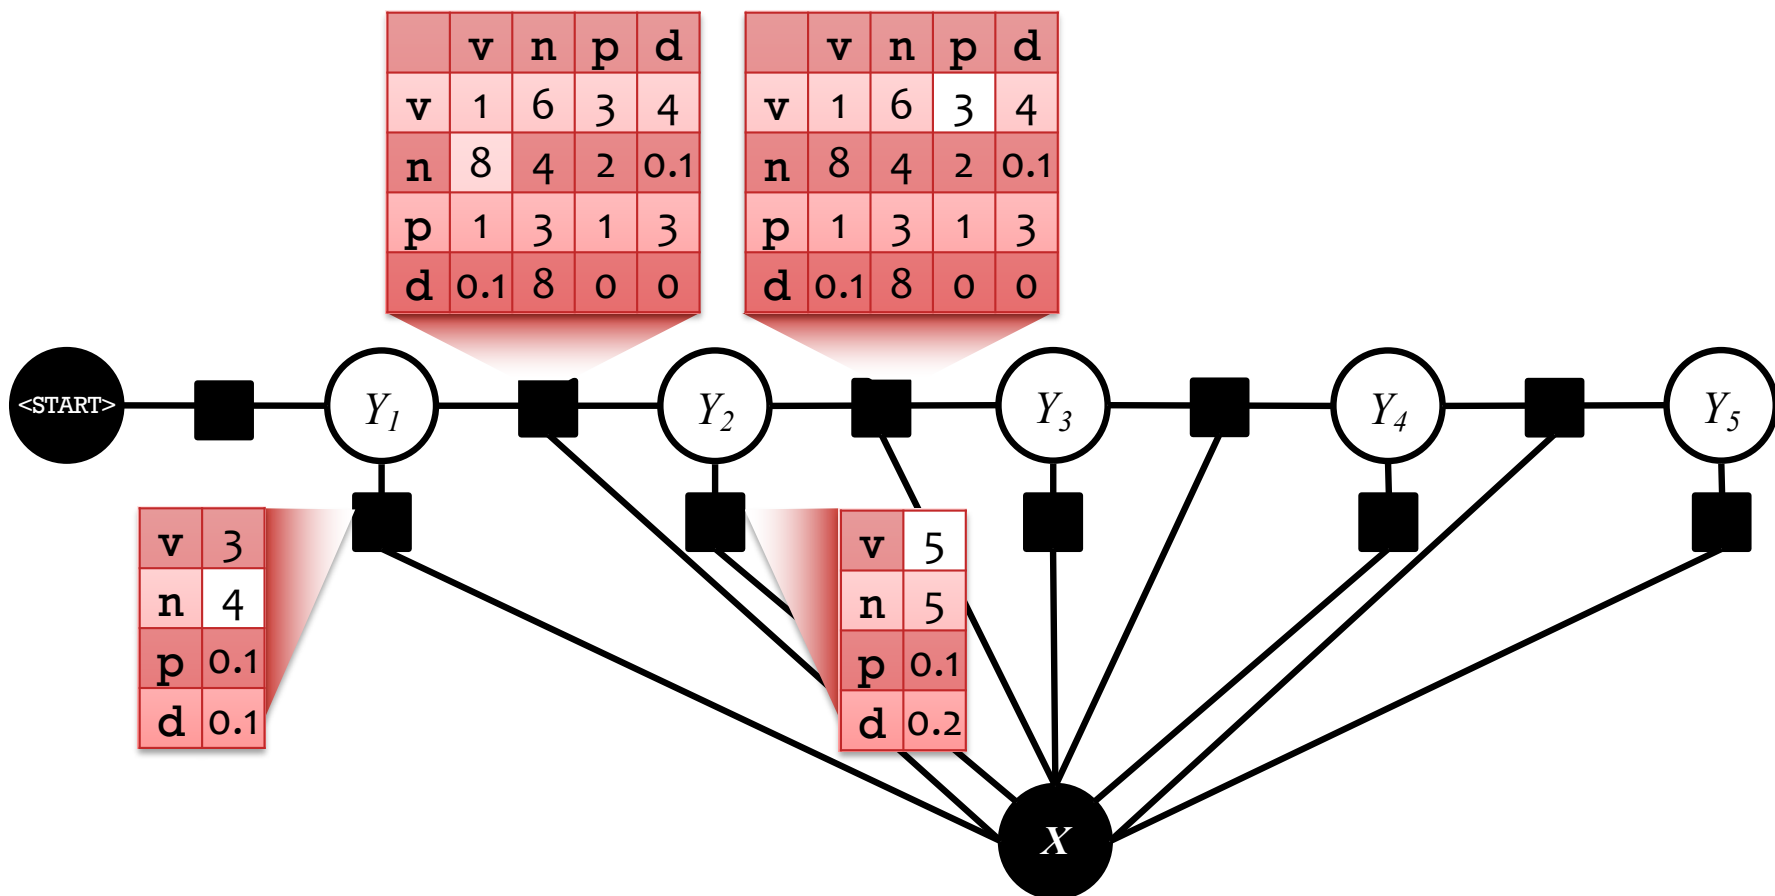 v n p d
v 1 6 3 4
n 8 4 2 0.1
p 1 3 1 3
d 0.1 8 0 0
v n p d
v 1 6 3 4
n 8 4 2 0.1
p 1 3 1 3
d 0.1 8 0 0
<START>
Y1
Y2
Y3
Y4
Y5
v 3
n 4
p 0.1
d 0.1
v 5
n 5
p 0.1
d 0.2
X